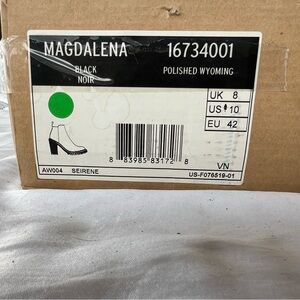 MAGDALENA 16734001
BLACK POLISHED WYOMING
NOIR
UK 8
US 10
EU 42
8 83985 83172 8
VN
AW004 SEIRENE US-F076519-01